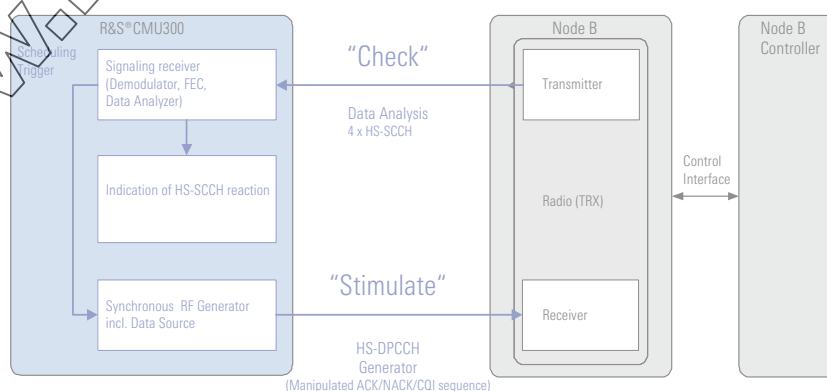 R&S®CMU300
Scheduling
Trigger
Signaling receiver
(Demodulator, FEC,
Data Analyzer)
Indication of HS-SCCH reaction
Synchronous RF Generator
incl. Data Source
"Check"
Data Analysis
4 x HS-SCCH
"Stimulate"
HS-DPCCH
Generator
(Manipulated ACK/NACK/CQI sequence)
Node B
Transmitter
Radio (TRX)
Receiver
Control
Interface
Node B
Controller